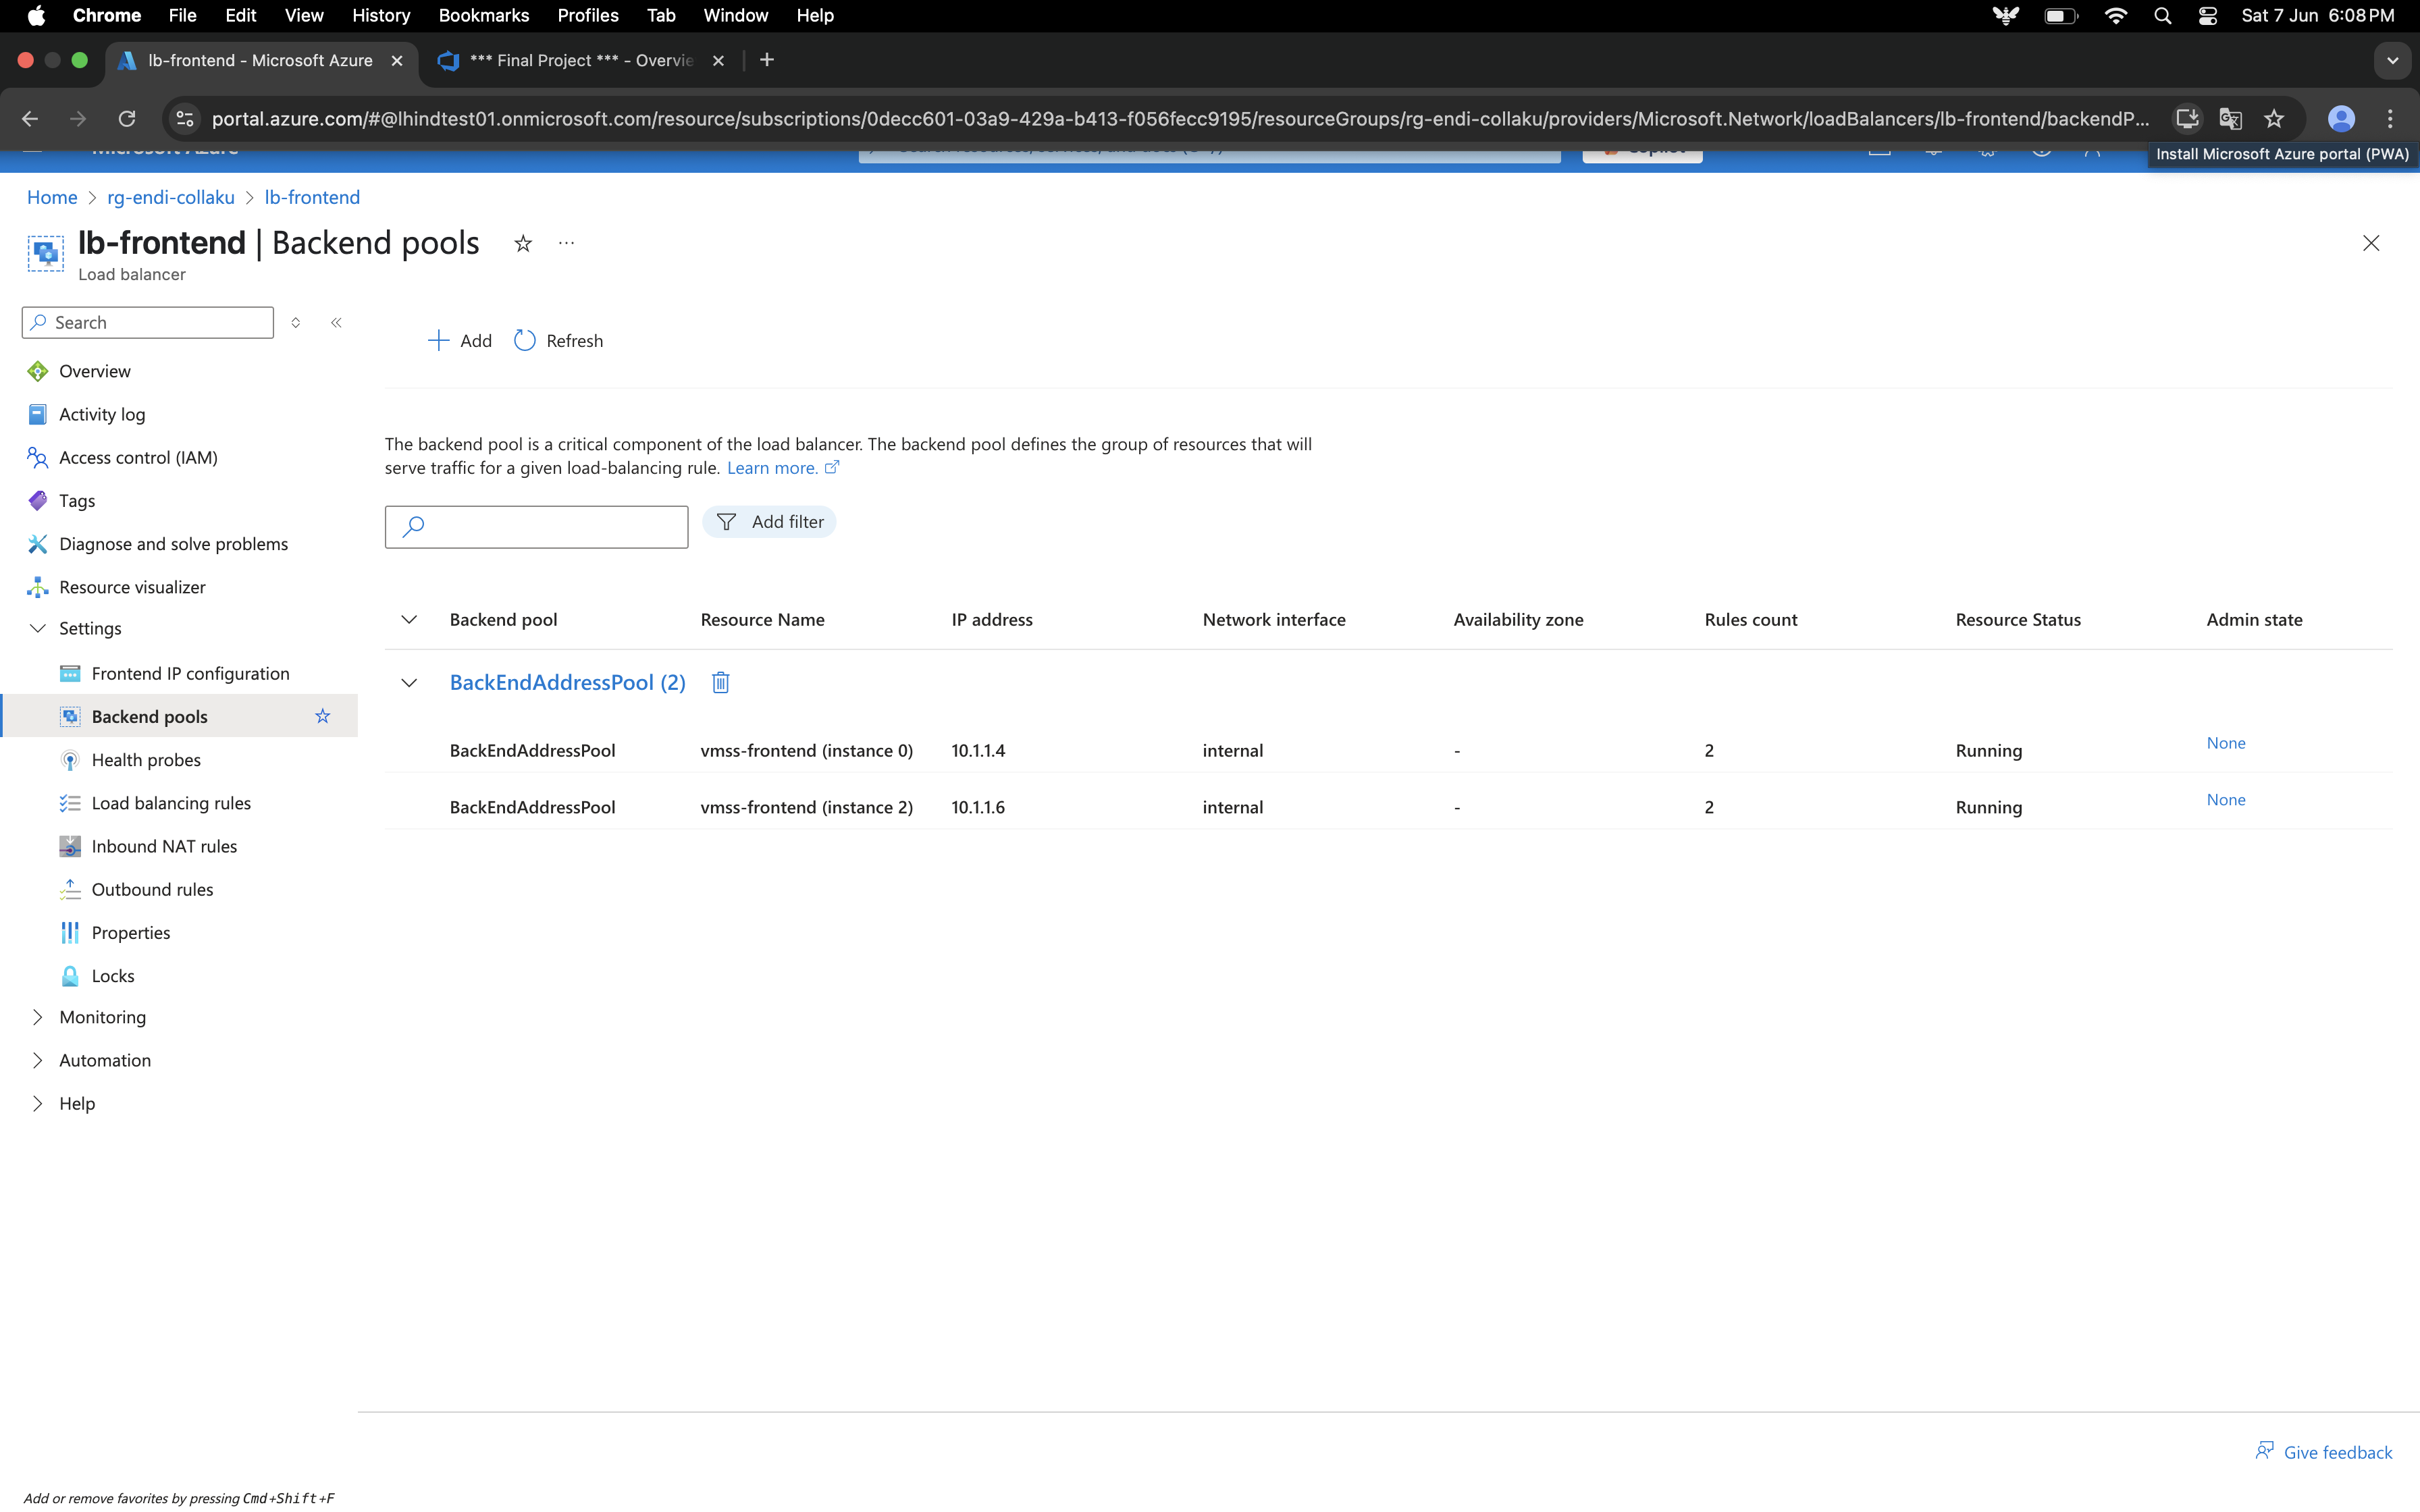 Chrome File Edit View History Bookmarks Profiles Tab Window Help Sat 7 Jun 6:08 PM
lb-frontend - Microsoft Azure *** Final Project *** - Overvie
portal.azure.com/#@lhindtest01.onmicrosoft.com/resource/subscriptions/0decc601-03a9-429a-b413-f056fecc9195/resourceGroups/rg-endi-collaku/providers/Microsoft.Network/loadBalancers/lb-frontend/backendP...
Microsoft Azure Copilot
Install Microsoft Azure portal (PWA)
Home > rg-endi-collaku > lb-frontend
lb-frontend | Backend pools
Load balancer
Search
Add Refresh
Overview
Activity log
Access control (IAM)
Tags
Diagnose and solve problems
Resource visualizer
Settings
Frontend IP configuration
Backend pools
Health probes
Load balancing rules
Inbound NAT rules
Outbound rules
Properties
Locks
Monitoring
Automation
Help
The backend pool is a critical component of the load balancer. The backend pool defines the group of resources that will
serve traffic for a given load-balancing rule. Learn more.
Add filter
Backend pool Resource Name IP address Network interface Availability zone Rules count Resource Status Admin state
BackEndAddressPool (2)
BackEndAddressPool vmss-frontend (instance 0) 10.1.1.4 internal - 2 Running None
BackEndAddressPool vmss-frontend (instance 2) 10.1.1.6 internal - 2 Running None
Give feedback
Add or remove favorites by pressing Cmd+Shift+F